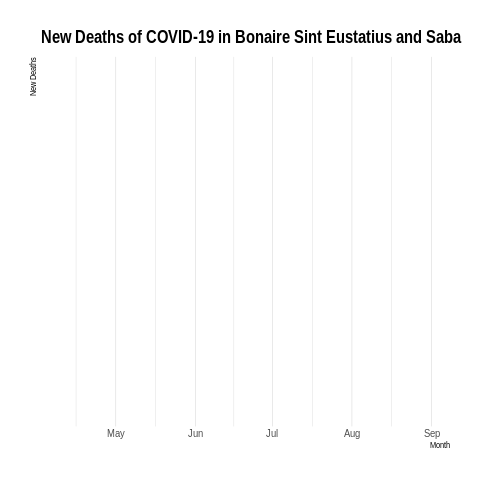 New Deaths of COVID-19 in Bonaire Sint Eustatius and Saba
New Deaths
May Jun Jul Aug Sep
Month